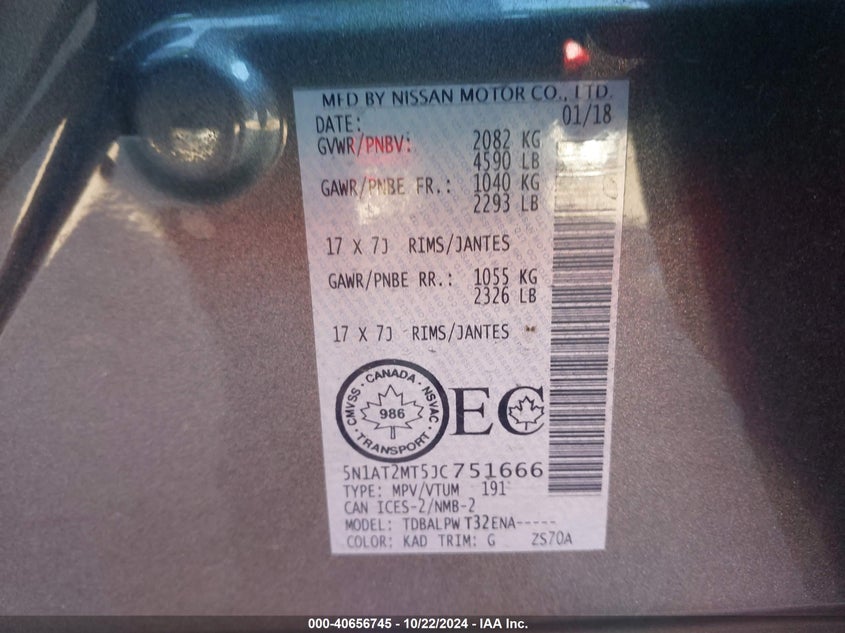 MFD BY NISSAN MOTOR CO., LTD.
DATE: 01/18
GVWR/PNBV: 2082 KG
4590 LB
GAWR/PNBE FR.: 1040 KG
2293 LB
17 X 7J RIMS/JANTES
GAWR/PNBE RR.: 1055 KG
2326 LB
17 X 7J RIMS/JANTES
CMVSS · CANADA · NSVAC · TRANSPORT ·
986
EC
5N1AT2MT5JC751666
TYPE: MPV/VTUM 191
CAN ICES-2/NMB-2
MODEL: TDBALPW T32ENA-----
COLOR: KAD TRIM: G ZS70A
000-40656745 - 10/22/2024 - IAA Inc.